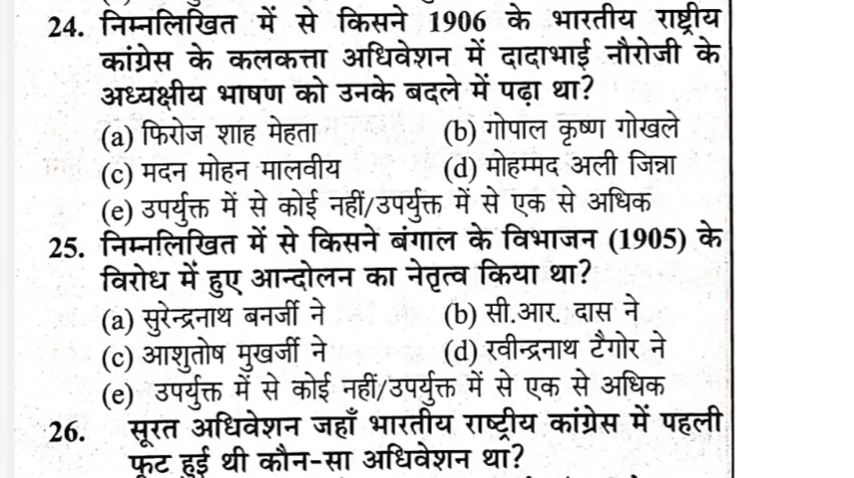 24. निम्नलिखित में से किसने 1906 के भारतीय राष्ट्रीय
कांग्रेस के कलकत्ता अधिवेशन में दादाभाई नौरोजी के
अध्यक्षीय भाषण को उनके बदले में पढ़ा था?
(a) फिरोज शाह मेहता (b) गोपाल कृष्ण गोखले
(c) मदन मोहन मालवीय (d) मोहम्मद अली जिन्ना
(e) उपर्युक्त में से कोई नहीं/उपर्युक्त में से एक से अधिक
25. निम्नलिखित में से किसने बंगाल के विभाजन (1905) के
विरोध में हुए आन्दोलन का नेतृत्व किया था?
(a) सुरेन्द्रनाथ बनर्जी ने (b) सी.आर. दास ने
(c) आशुतोष मुखर्जी ने (d) रवीन्द्रनाथ टैगोर ने
(e) उपर्युक्त में से कोई नहीं/उपर्युक्त में से एक से अधिक
26. सूरत अधिवेशन जहाँ भारतीय राष्ट्रीय कांग्रेस में पहली
फूट हुई थी कौन-सा अधिवेशन था?